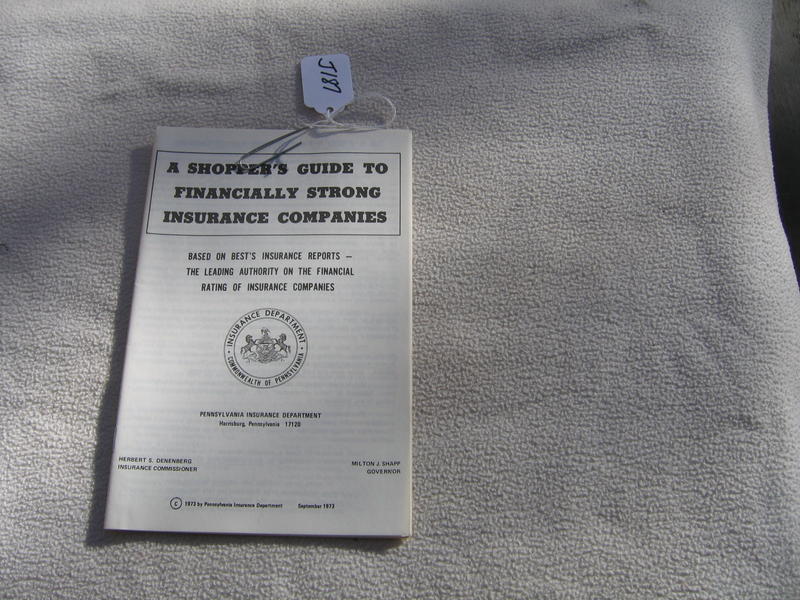 J187
A SHOPPER'S GUIDE TO
FINANCIALLY STRONG
INSURANCE COMPANIES
BASED ON BEST'S INSURANCE REPORTS —
THE LEADING AUTHORITY ON THE FINANCIAL
RATING OF INSURANCE COMPANIES
INSURANCE DEPARTMENT
COMMONWEALTH OF PENNSYLVANIA
PENNSYLVANIA INSURANCE DEPARTMENT
Harrisburg, Pennsylvania 17120
HERBERT S. DENENBERG
INSURANCE COMMISSIONER
MILTON J. SHAPP
GOVERNOR
© 1973 by Pennsylvania Insurance Department September 1973